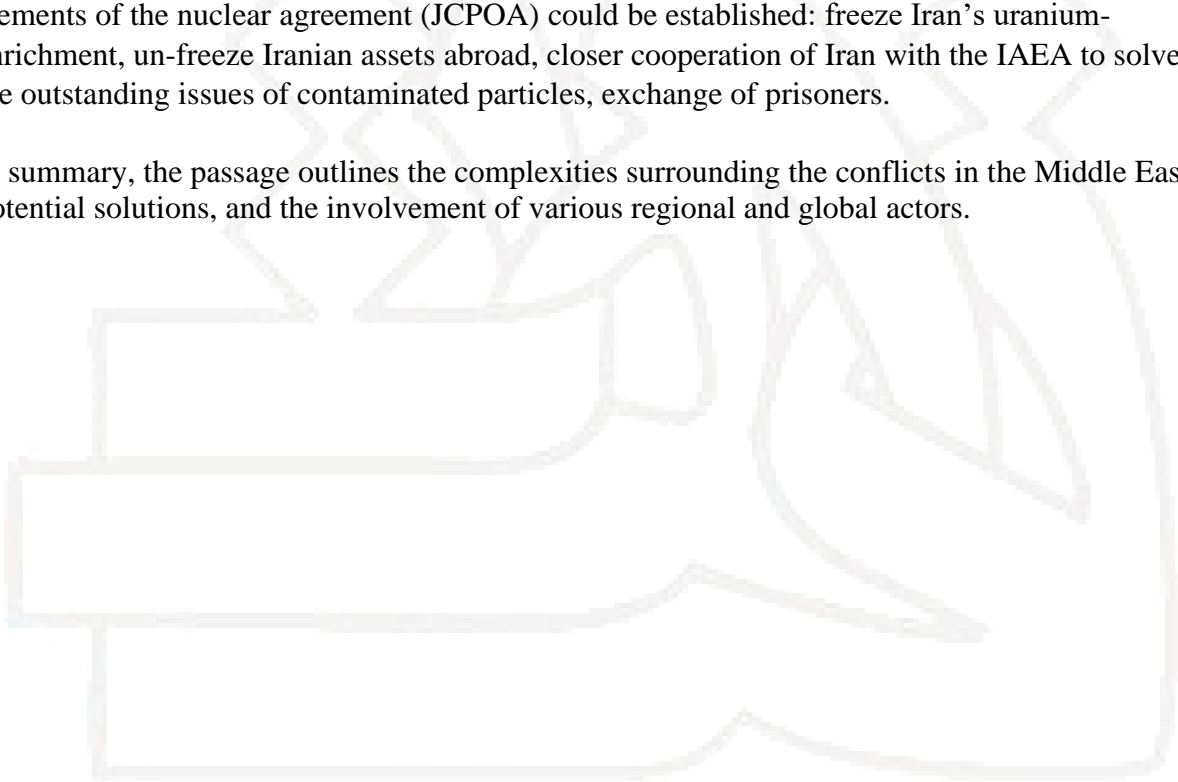 ements of the nuclear agreement (JCPOA) could be established: freeze Iran’s uranium-
nrichment, un-freeze Iranian assets abroad, closer cooperation of Iran with the IAEA to solve
e outstanding issues of contaminated particles, exchange of prisoners.
summary, the passage outlines the complexities surrounding the conflicts in the Middle Eas
otential solutions, and the involvement of various regional and global actors.